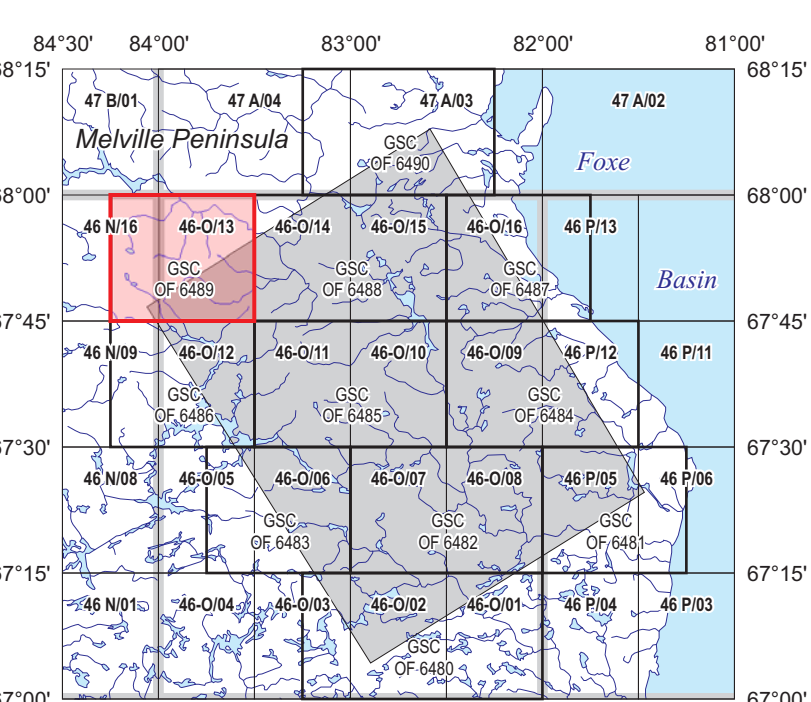 84°30' 84°00' 83°00' 82°00' 81°00'
68°15' 68°15'
47 B/01 47 A/04 47 A/03 47 A/02
Melville Peninsula
GSC
OF 6490
Foxe
68°00' 68°00'
46 N/16 46-O/13 46-O/14 46-O/15 46-O/16 46 P/13
GSC GSC GSC
OF 6489 OF 6488 OF 6487
Basin
67°45' 67°45'
46 N/09 46-O/12 46-O/11 46-O/10 46-O/09 46 P/12 46 P/11
GSC GSC GSC
OF 6486 OF 6485 OF 6484
67°30' 67°30'
46 N/08 46-O/05 46-O/06 46-O/07 46-O/08 46 P/05 46 P/06
GSC GSC GSC
OF 6483 OF 6482 OF 6481
67°15' 67°15'
46 N/01 46-O/04 46-O/03 46-O/02 46-O/01 46 P/04 46 P/03
GSC
OF 6480
67°00' 67°00'